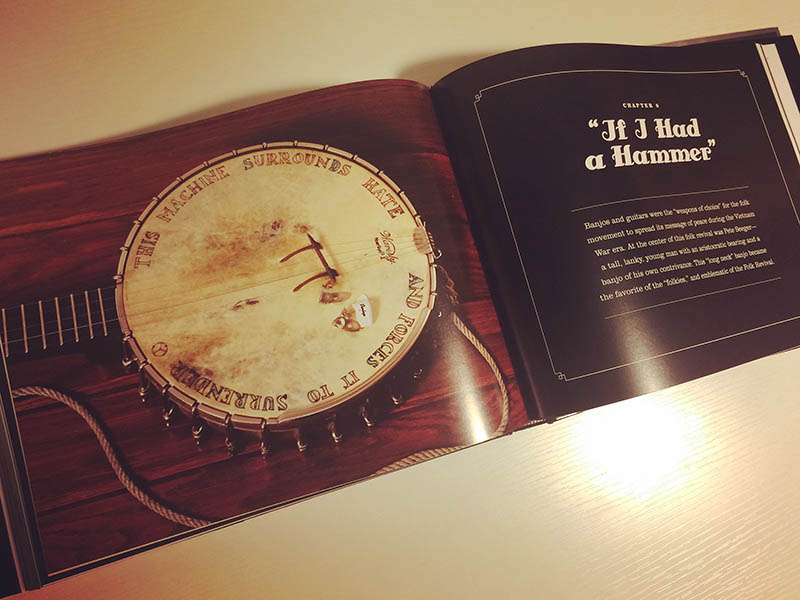 THIS MACHINE SURROUNDS HATE
AND FORCES IT TO SURRENDER
CHAPTER
"If I Had
a Hammer"
Banjos and guitars were the "weapons of choice" for the folk
movement to spread its message of peace during the Vietnam
War era. At the center of this folk revival was Pete Seeger—
a tall, lanky, young man with an aristocratic bearing and a
banjo of his own contrivance. This "long neck" banjo became
the favorite of the "folkies," and emblematic of the Folk Revival.